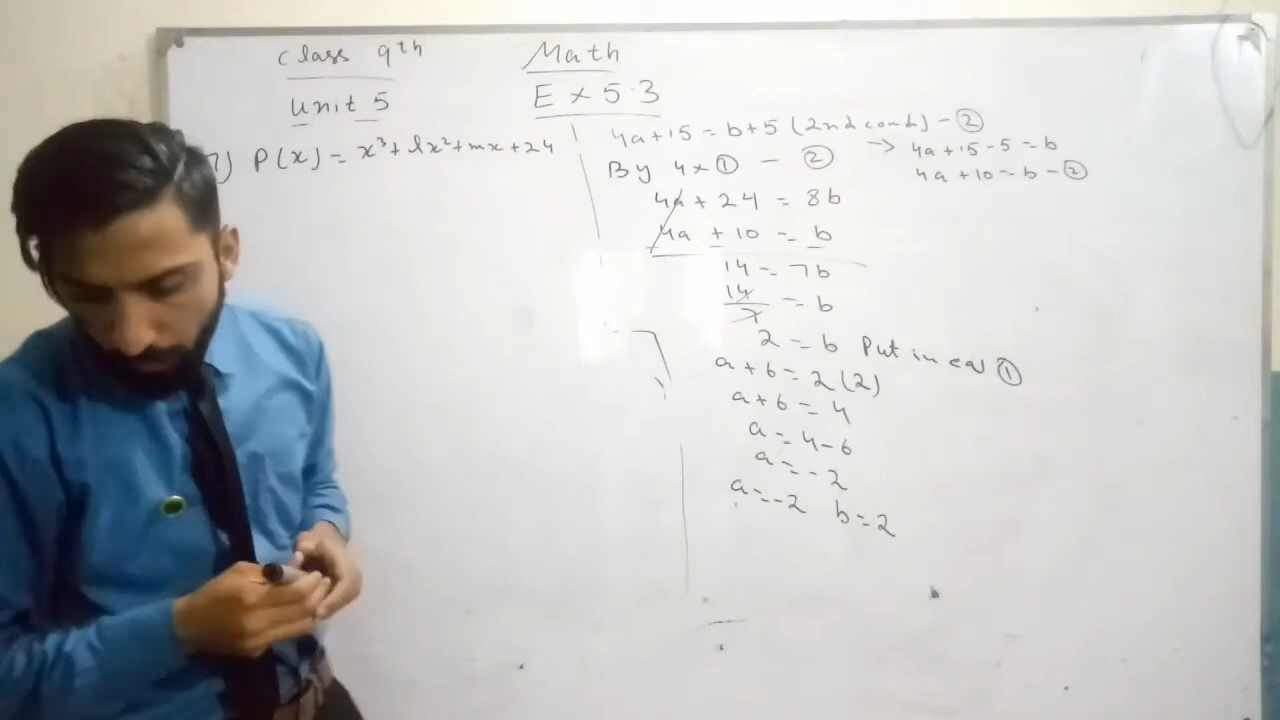 Class 9th
Math
Unit 5
Ex 5.3
7) P(x) = x³ + lx² + mx + 24
4a + 15 = b + 5 (2nd cond) - ②
→ 4a + 15 - 5 = b
4a + 10 = b - ②
By 4 × ① - ②
4a + 24 = 8b
4a + 10 = b
14 = 7b
14/7 = b
2 = b Put in eq ①
a + 6 = 2(2)
a + 6 = 4
a = 4 - 6
a = -2
a = -2 b = 2